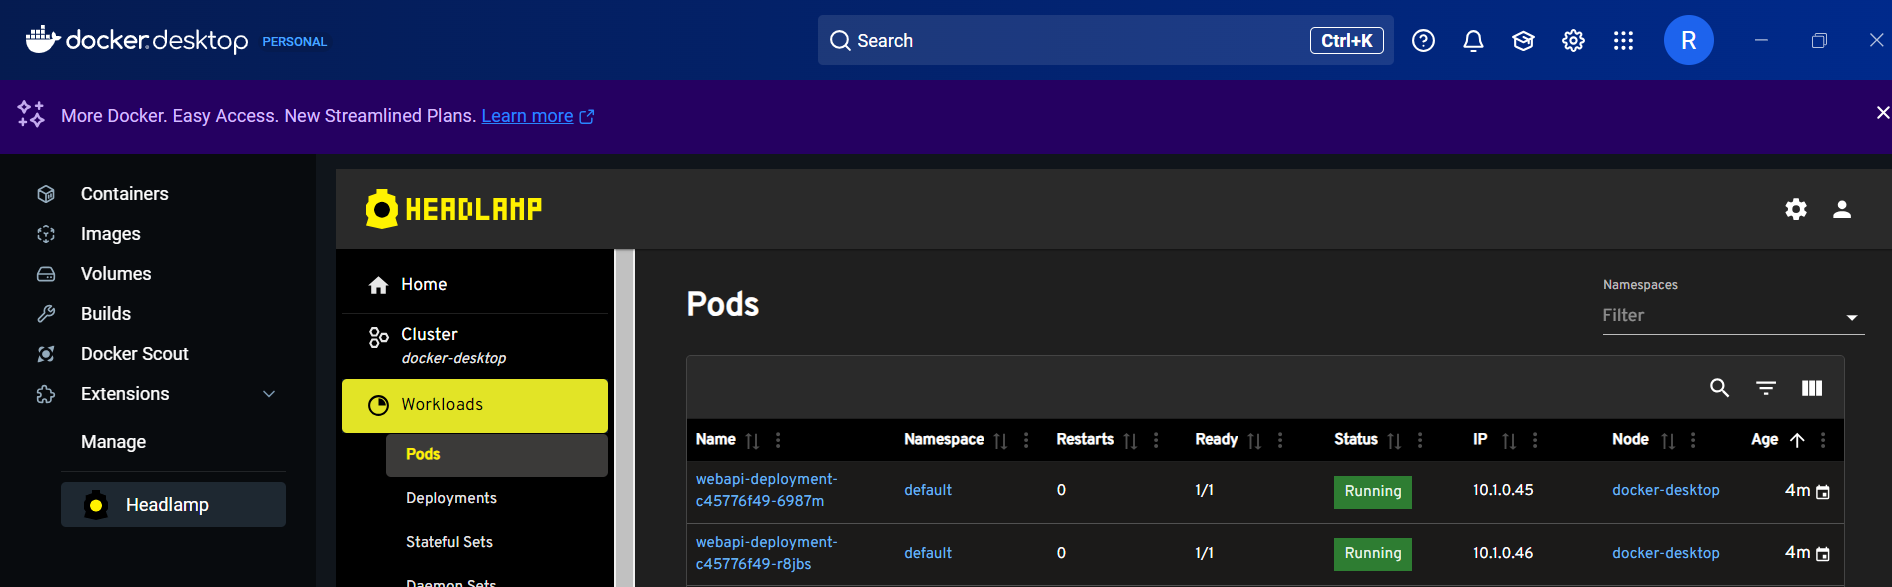 docker.desktop PERSONAL
Search
Ctrl+K
R
More Docker. Easy Access. New Streamlined Plans. Learn more
Containers
Images
Volumes
Builds
Docker Scout
Extensions
Manage
Headlamp
HEADLAMP
Home
Cluster
docker-desktop
Workloads
Pods
Deployments
Stateful Sets
Daemon Sets
Pods
Namespaces
Filter
Name Namespace Restarts Ready Status IP Node Age
webapi-deployment-
c45776f49-6987m
default 0 1/1 Running 10.1.0.45 docker-desktop 4m
webapi-deployment-
c45776f49-r8jbs
default 0 1/1 Running 10.1.0.46 docker-desktop 4m